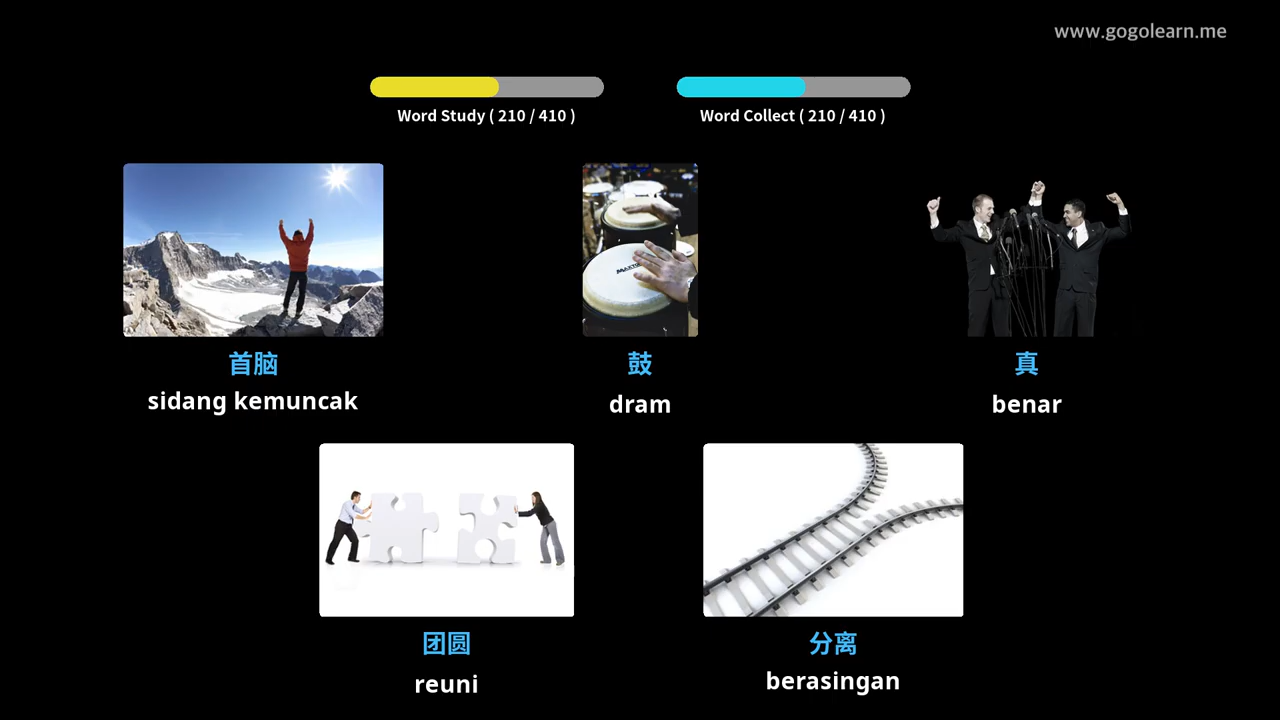 www.gogolearn.me
Word Study ( 210 / 410 )
Word Collect ( 210 / 410 )
首脑
sidang kemuncak
鼓
dram
真
benar
团圆
reuni
分离
berasingan